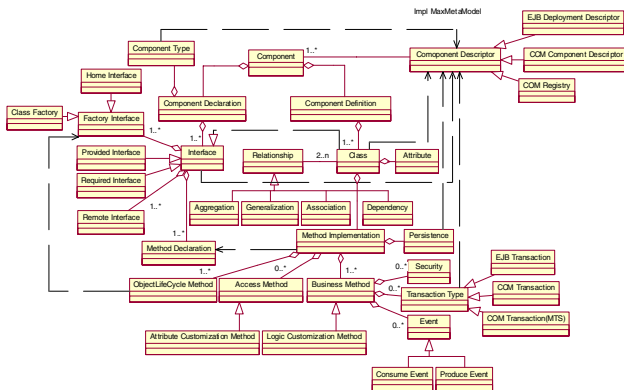 Impl MaxMetaModel
EJB Deployment Descriptor
Component Type
1..*
Component
Comoponent Descriptor
CCM Component Descriptor
Home Interface
COM Registry
Class Factory
Factory Interface
Component Declaration
Component Definition
1..*
1..*
1..*
Provided Interface
Interface
Relationship
2..n
Class
Attribute
Required Interface
1..*
Remote Interface
Aggregation
Generalization
Association
Dependency
1..*
Method Declaration
Method Implementation
Persistence
EJB Transaction
1..*
0..*
1..*
0..*
Security
ObjectLifeCycle Method
Access Method
Business Method
0..*
Transaction Type
COM Transaction
0..*
Event
COM Transaction(MTS)
Attribute Customization Method
Logic Customization Method
Consume Event
Produce Event